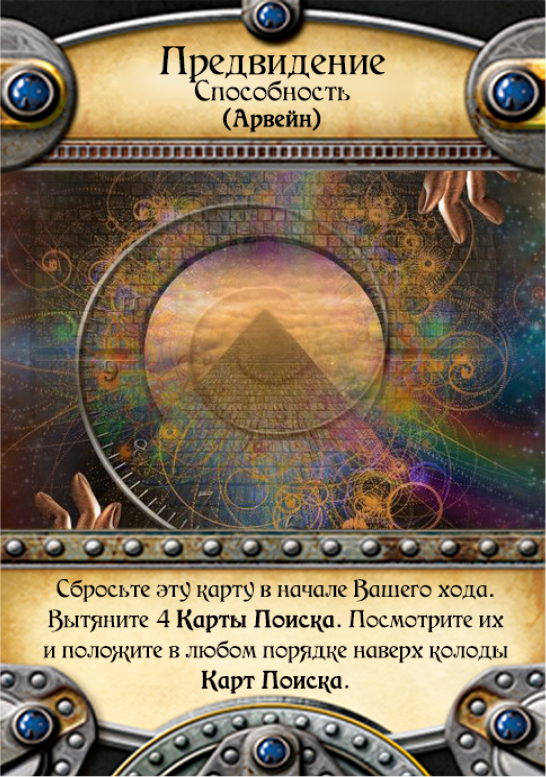 Предвидение
Способность
(Арвейн)
Сбросьте эту карту в начале Вашего хода.
Вытяните 4 Карты Поиска. Посмотрите их
и положите в любом порядке наверх колоды
Карт Поиска.